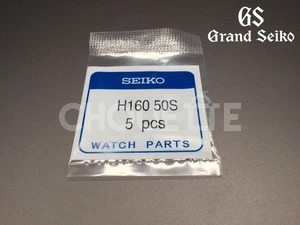 GS
Grand Seiko
SEIKO
H160 50S
5 pcs
WATCH PARTS